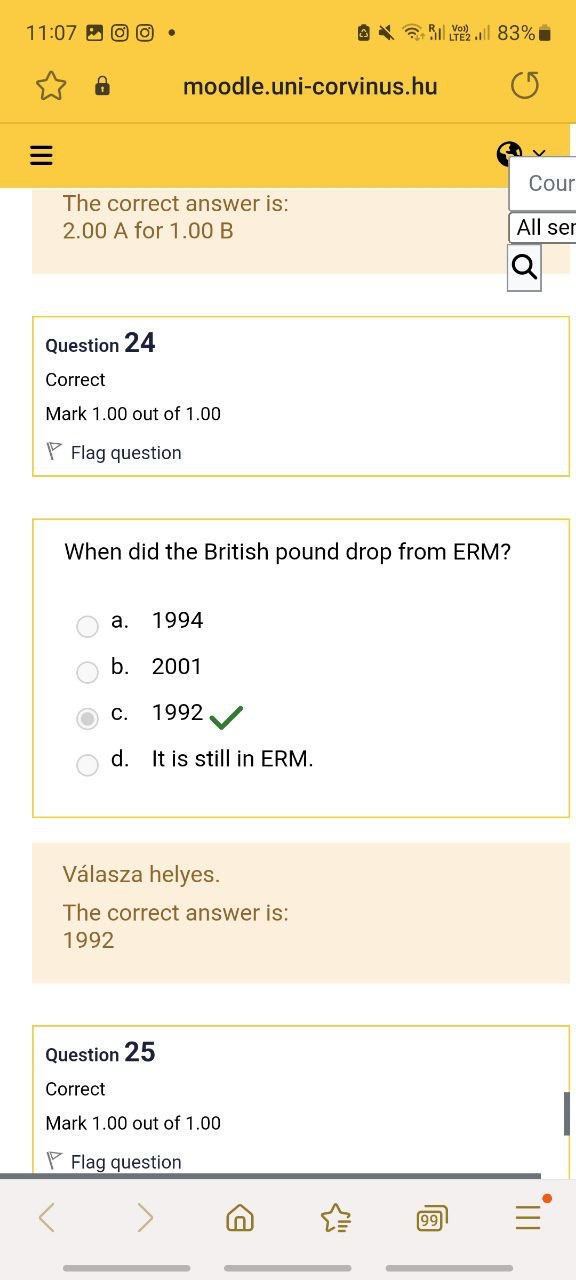 11:07
R Vo))
LTE2 83%
moodle.uni-corvinus.hu
Cour
The correct answer is:
2.00 A for 1.00 B
All ser
Question 24
Correct
Mark 1.00 out of 1.00
Flag question
When did the British pound drop from ERM?
a. 1994
b. 2001
c. 1992
d. It is still in ERM.
Válasza helyes.
The correct answer is:
1992
Question 25
Correct
Mark 1.00 out of 1.00
Flag question
99